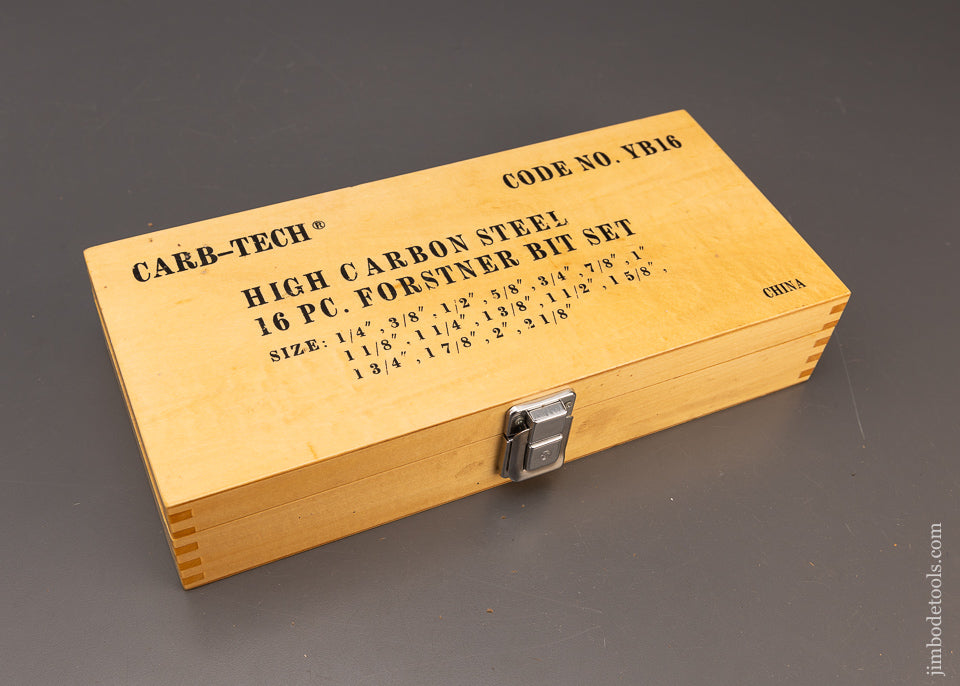 CODE NO. YB16
CARB-TECH®
HIGH CARBON STEEL
16 PC. FORSTNER BIT SET
SIZE: 1/4", 3/8", 1/2", 5/8", 3/4", 7/8", 1"
1 1/8", 1 1/4", 1 3/8", 1 1/2", 1 5/8",
1 3/4", 1 7/8", 2", 2 1/8"
CHINA
jimbodetools.com